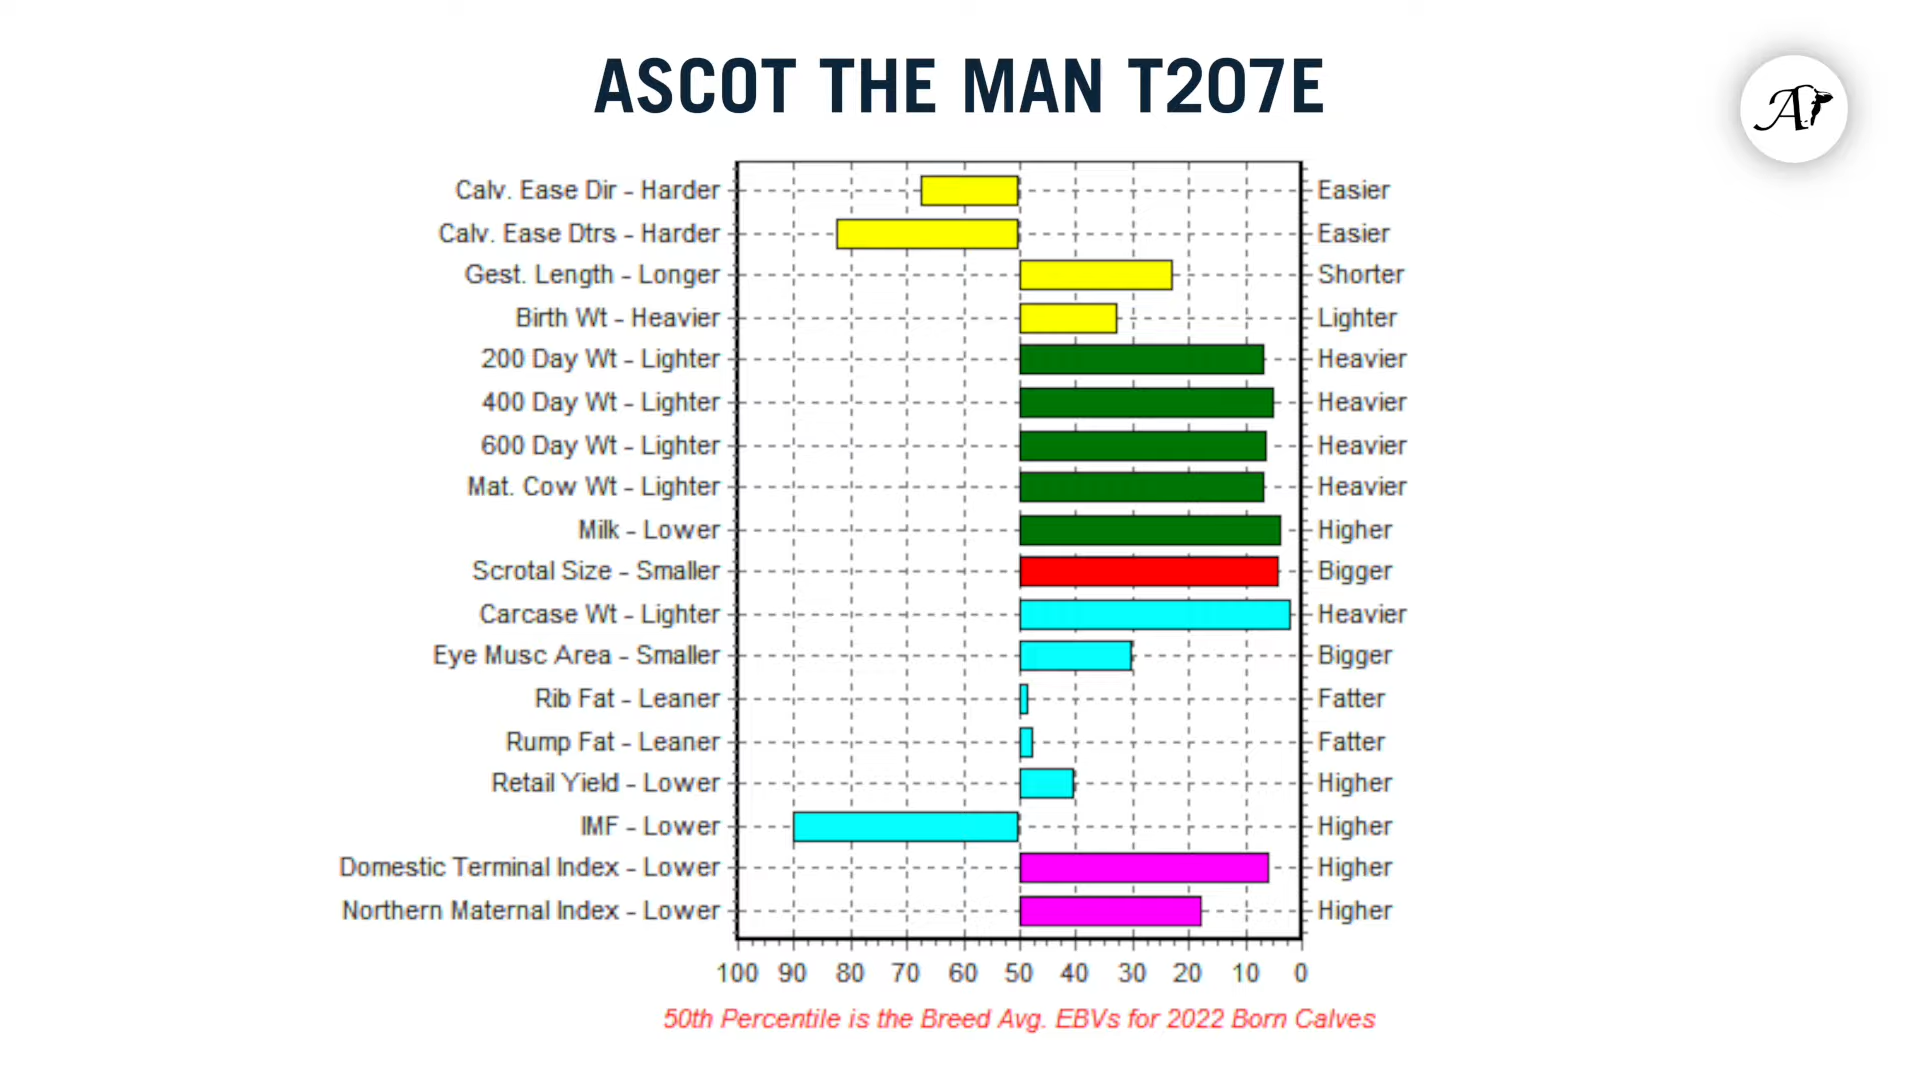 ASCOT THE MAN T207E
A
Calv. Ease Dir - Harder Easier
Calv. Ease Dtrs - Harder Easier
Gest. Length - Longer Shorter
Birth Wt - Heavier Lighter
200 Day Wt - Lighter Heavier
400 Day Wt - Lighter Heavier
600 Day Wt - Lighter Heavier
Mat. Cow Wt - Lighter Heavier
Milk - Lower Higher
Scrotal Size - Smaller Bigger
Carcase Wt - Lighter Heavier
Eye Musc Area - Smaller Bigger
Rib Fat - Leaner Fatter
Rump Fat - Leaner Fatter
Retail Yield - Lower Higher
IMF - Lower Higher
Domestic Terminal Index - Lower Higher
Northern Maternal Index - Lower Higher
100 90 80 70 60 50 40 30 20 10 0
50th Percentile is the Breed Avg. EBVs for 2022 Born Calves